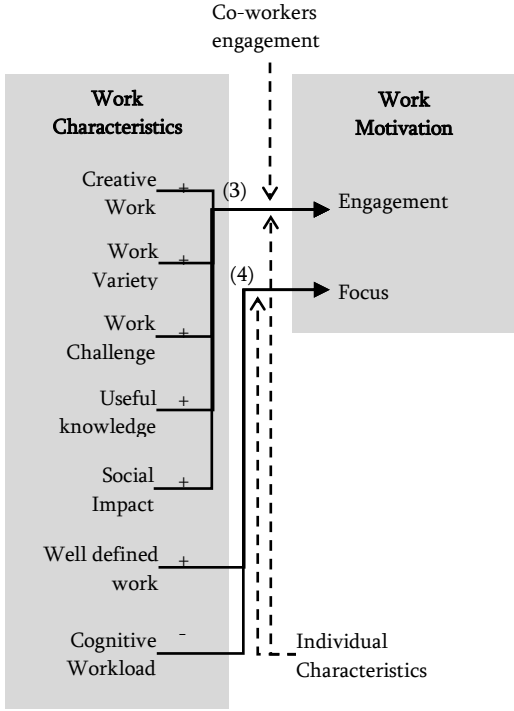 Co-workers
engagement
Work
Characteristics
Work
Motivation
Creative
Work
+
(3)
Engagement
Work
Variety
+
(4)
Focus
Work
Challenge
+
Useful
knowledge
+
Social
Impact
+
Well defined
work
+
Cognitive
Workload
-
Individual
Characteristics